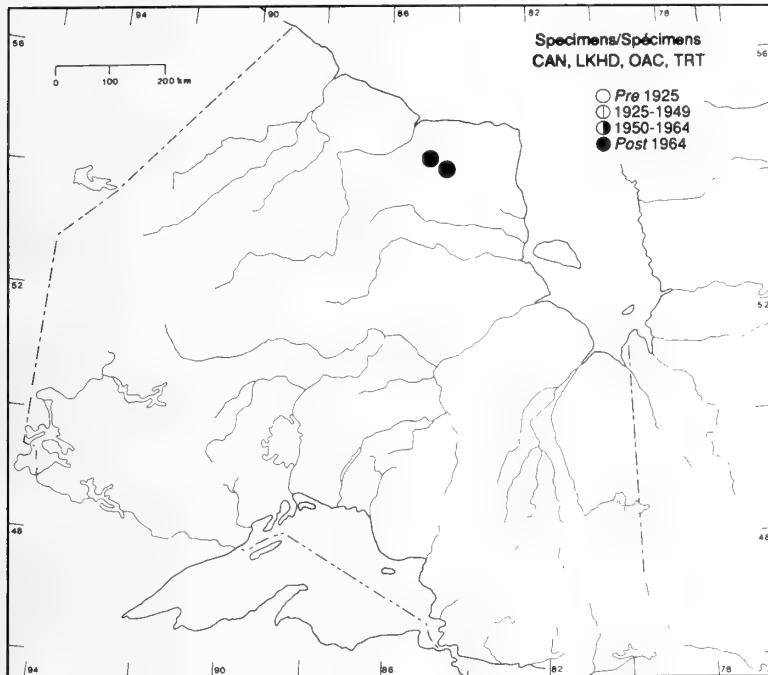 94 90 86 82 78
56 56
Specimens/Spécimens
CAN, LKHD, OAC, TRT
0 100 200 km
Pre 1925
1925-1949
1950-1964
Post 1964
52 52
48 48
94 90 86 82 78